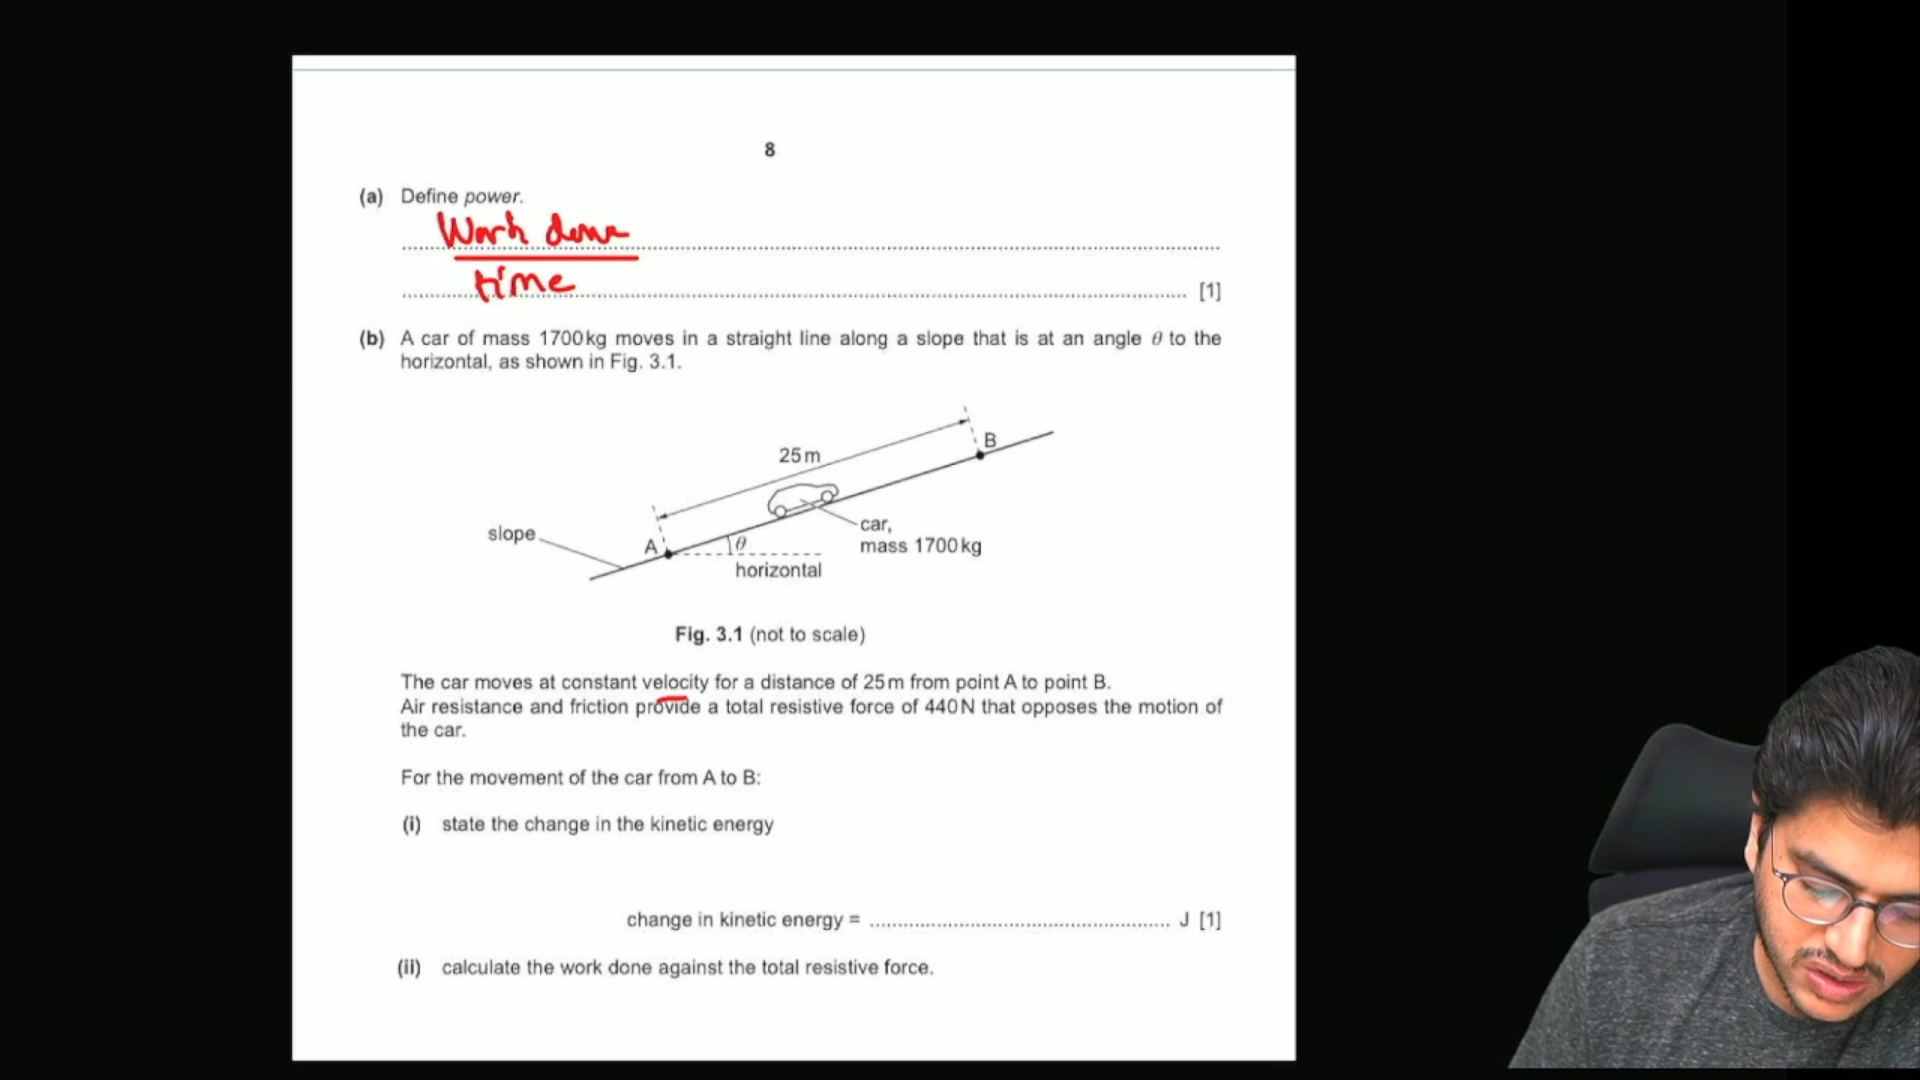 8
(a) Define power.
Work done
time
[1]
(b) A car of mass 1700 kg moves in a straight line along a slope that is at an angle θ to the
horizontal, as shown in Fig. 3.1.
25 m
B
slope
A
θ
car,
mass 1700 kg
horizontal
Fig. 3.1 (not to scale)
The car moves at constant velocity for a distance of 25 m from point A to point B.
Air resistance and friction provide a total resistive force of 440 N that opposes the motion of
the car.
For the movement of the car from A to B:
(i) state the change in the kinetic energy
change in kinetic energy = ........................................ J [1]
(ii) calculate the work done against the total resistive force.